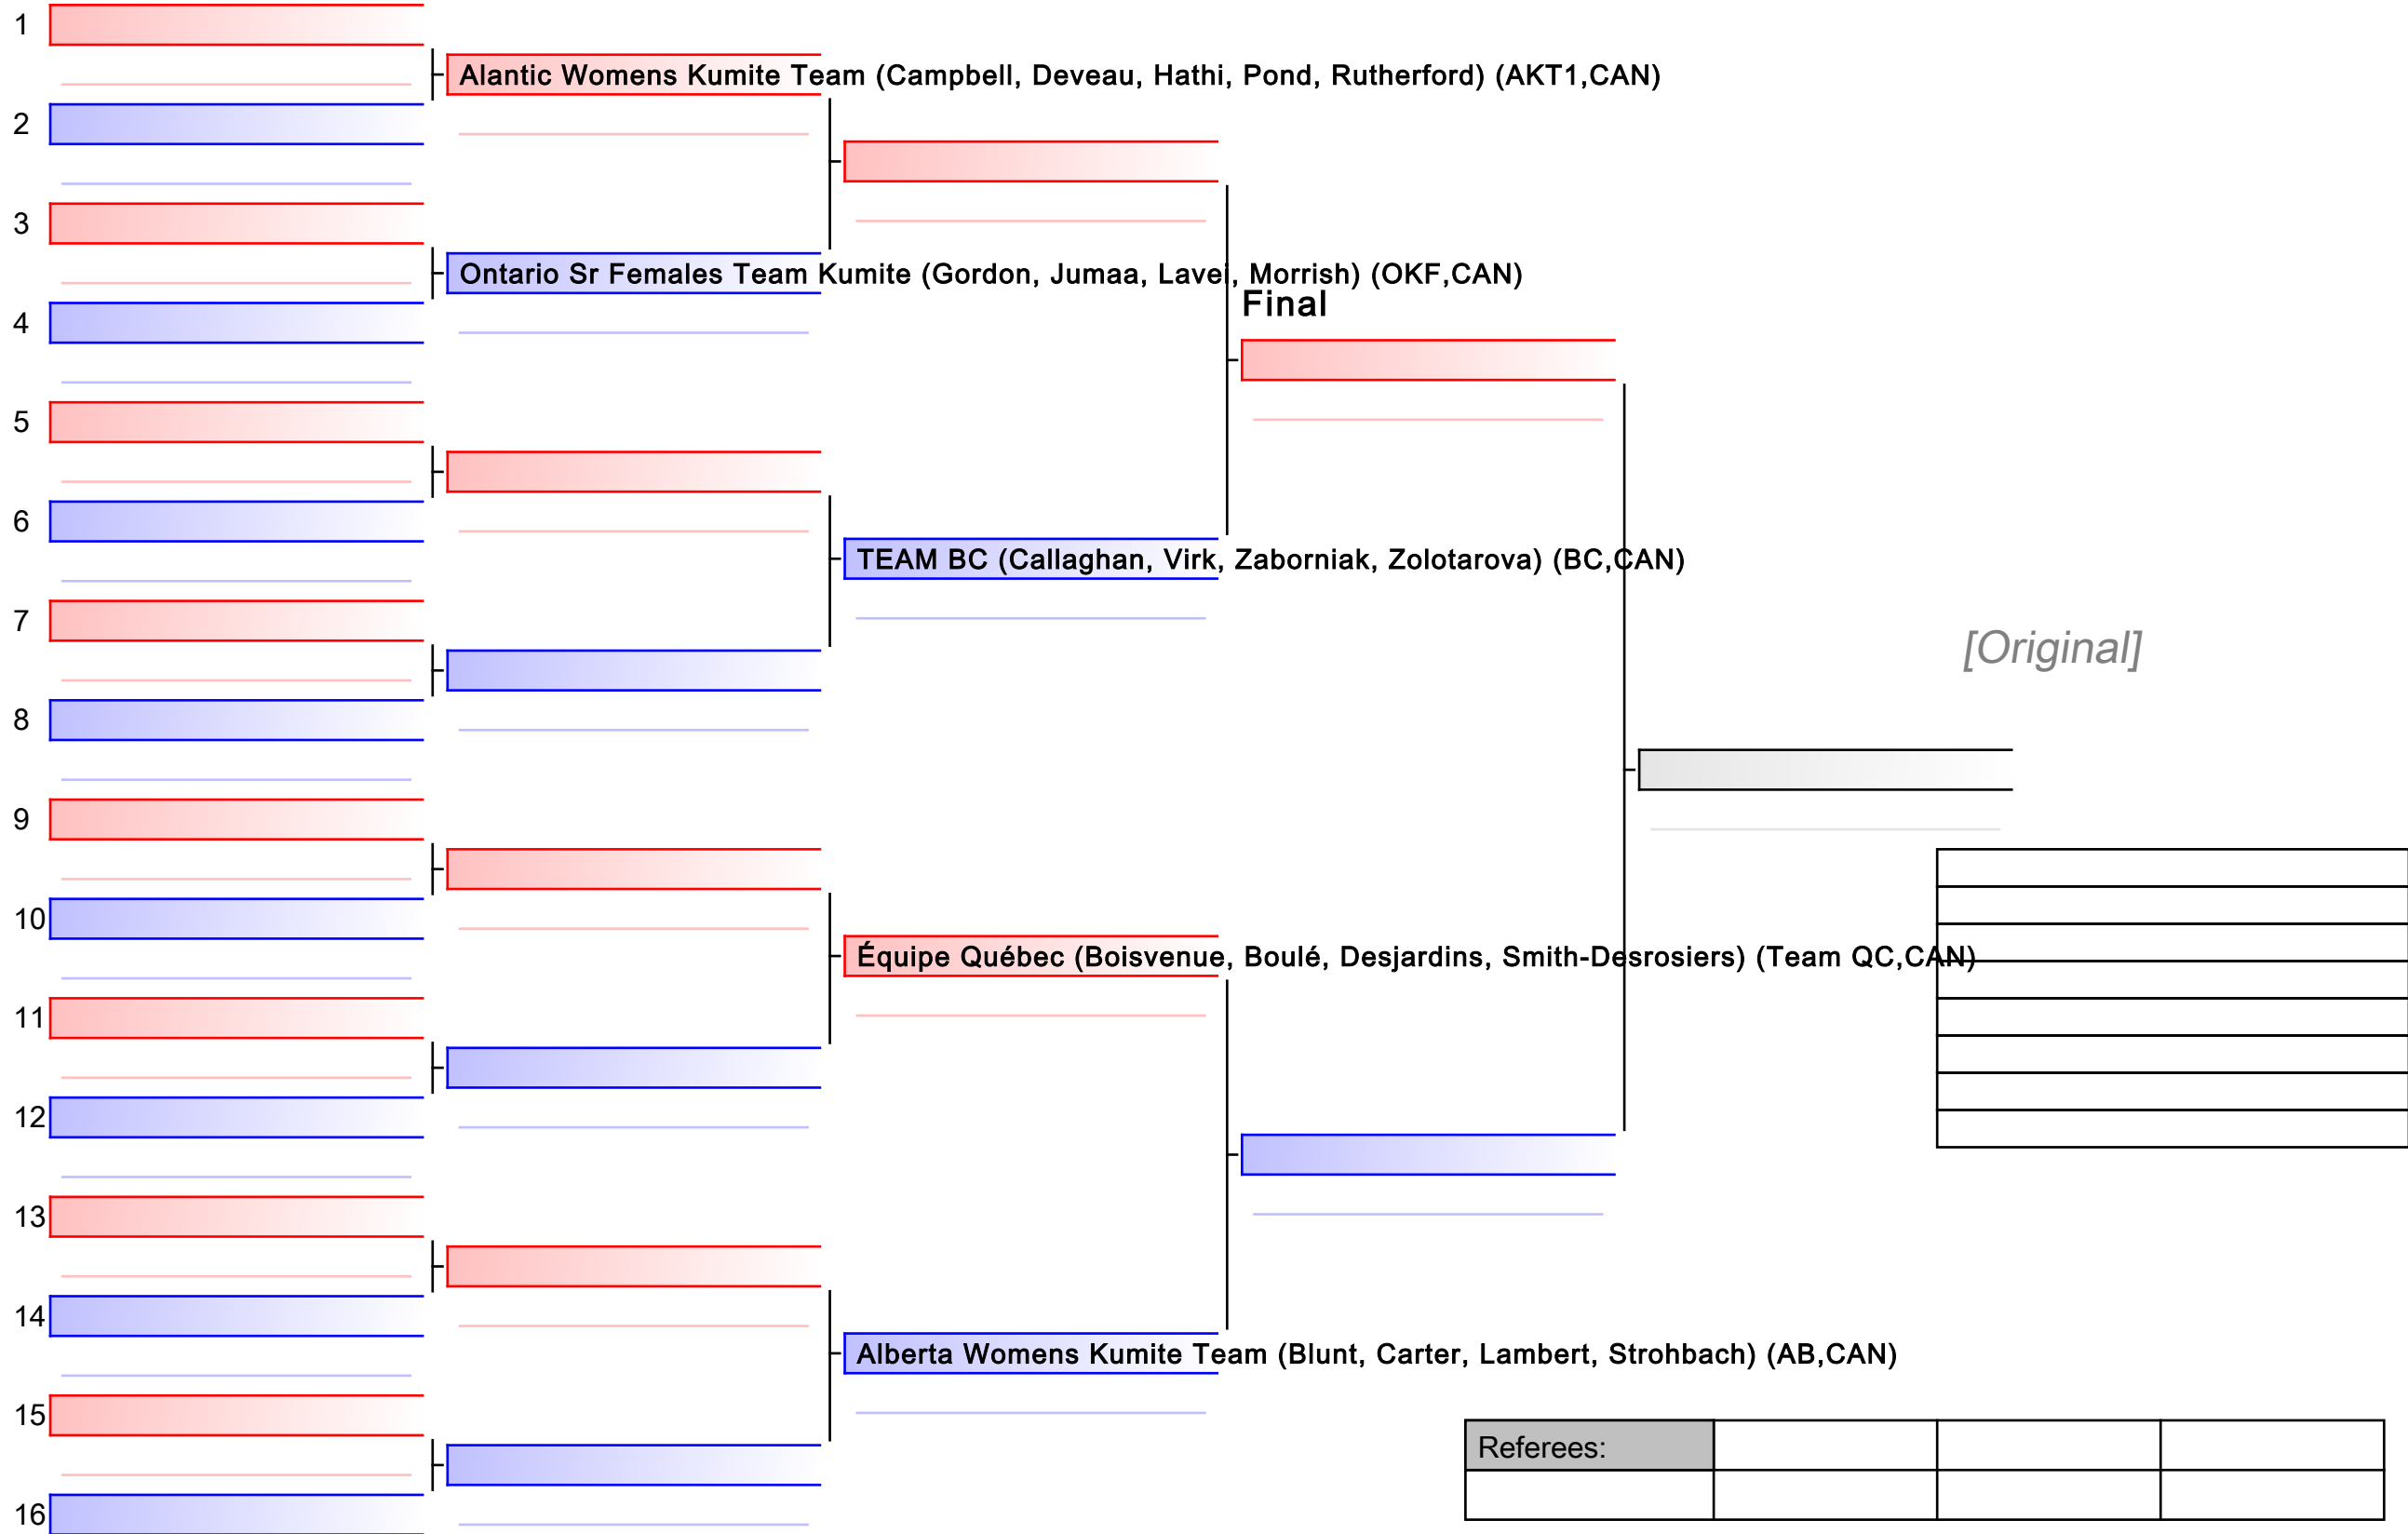 1
Alantic Womens Kumite Team (Campbell, Deveau, Hathi, Pond, Rutherford) (AKT1,CAN)
2
3
Ontario Sr Females Team Kumite (Gordon, Jumaa, Lavei, Morrish) (OKF,CAN)
Final
4
5
6
TEAM BC (Callaghan, Virk, Zaborniak, Zolotarova) (BC,CAN)
7
[Original]
8
9
10
Équipe Québec (Boisvenue, Boulé, Desjardins, Smith-Desrosiers) (Team QC,CAN)
11
12
13
14
Alberta Womens Kumite Team (Blunt, Carter, Lambert, Strohbach) (AB,CAN)
15
Referees:
16